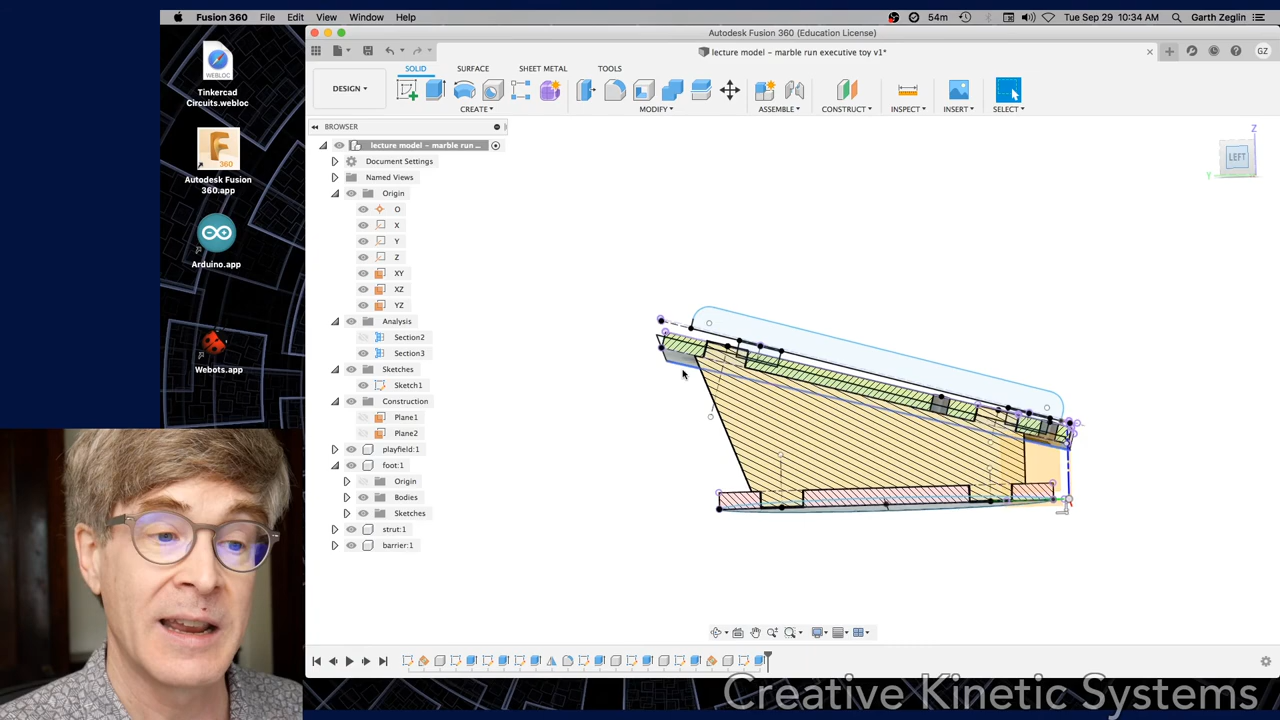 Fusion 360 File Edit View Window Help
54m Tue Sep 29 10:34 AM Garth Zeglin
Autodesk Fusion 360 (Education License)
lecture model - marble run executive toy v1*
GZ
SOLID SURFACE SHEET METAL TOOLS
DESIGN
CREATE MODIFY ASSEMBLE CONSTRUCT INSPECT INSERT SELECT
BROWSER
lecture model - marble run ...
Document Settings
Named Views
Origin
O
X
Y
Z
XY
XZ
YZ
Analysis
Section2
Section3
Sketches
Sketch1
Construction
Plane1
Plane2
playfield:1
foot:1
Origin
Bodies
Sketches
strut:1
barrier:1
Z
LEFT
Y
WEBLOC
Tinkercad
Circuits.webloc
360
Autodesk Fusion
360.app
Arduino.app
Webots.app
Creative Kinetic Systems